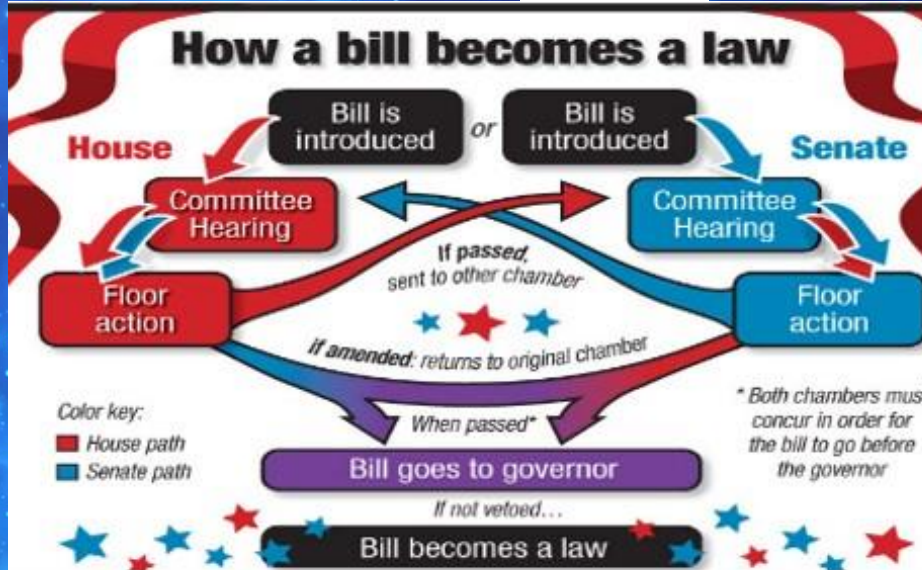 How a bill becomes a law
Bill is
introduced
or
Bill is
introduced
House
Senate
Committee
Hearing
Committee
Hearing
If passed,
sent to other chamber
Floor
action
Floor
action
if amended: returns to original chamber
Color key:
House path
Senate path
When passed*
* Both chambers mus
concur in order for
the bill to go before
the governor
Bill goes to governor
If not vetoed...
Bill becomes a law